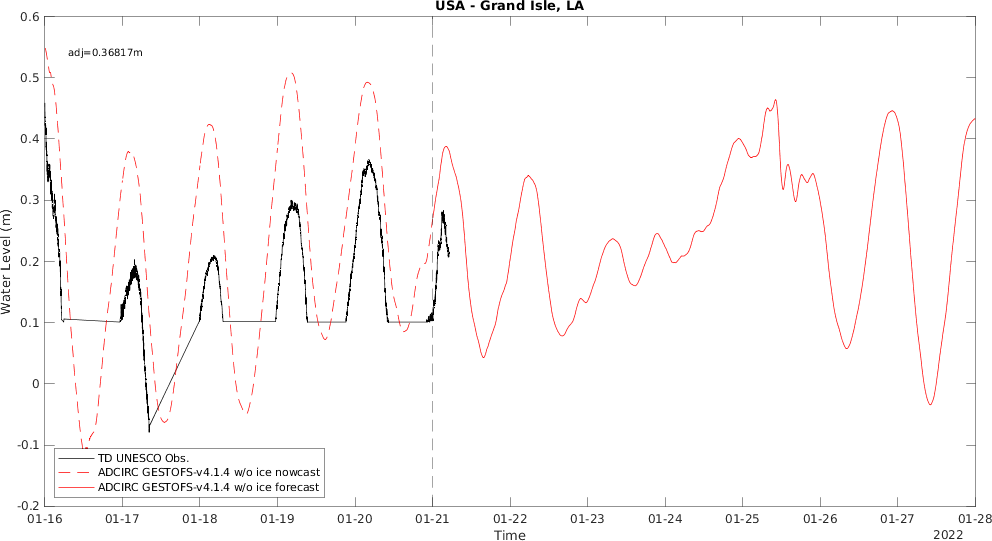 USA - Grand Isle, LA
adj=0.36817m
Water Level (m)
0.6
0.5
0.4
0.3
0.2
0.1
0
-0.1
-0.2
TD UNESCO Obs.
ADCIRC GESTOFS-v4.1.4 w/o ice nowcast
ADCIRC GESTOFS-v4.1.4 w/o ice forecast
01-16 01-17 01-18 01-19 01-20 01-21 01-22 01-23 01-24 01-25 01-26 01-27 01-28
Time
2022